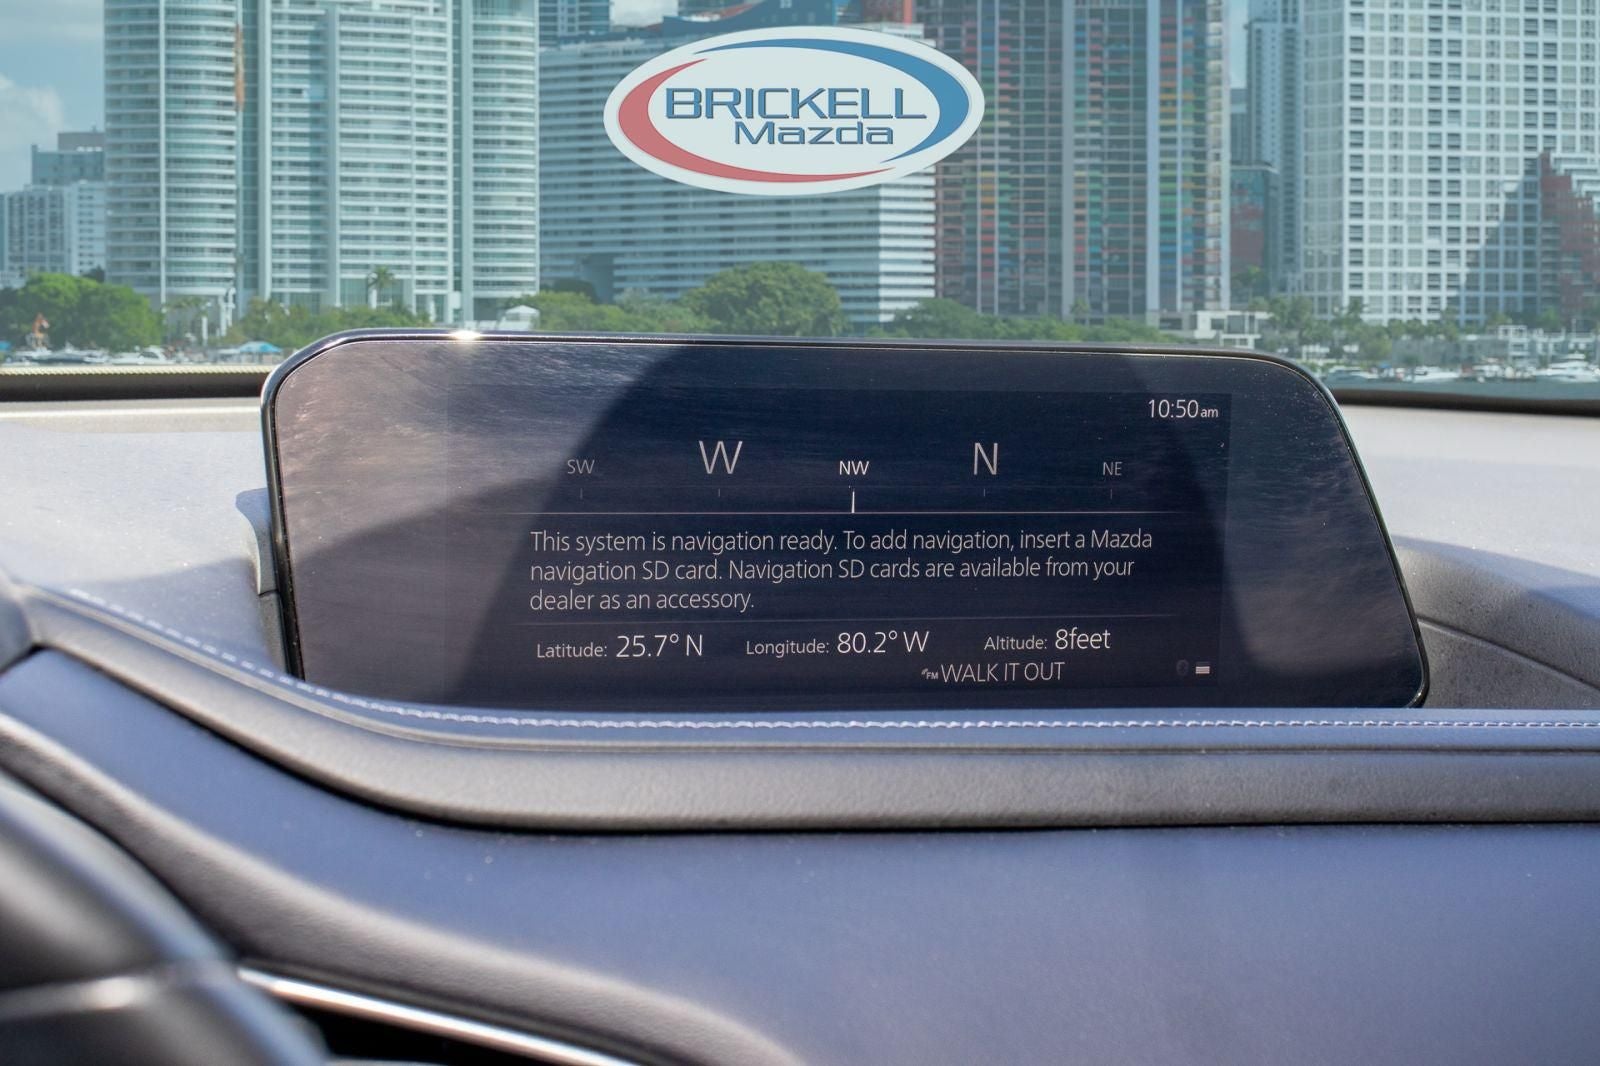 BRICKELL
Mazda
10:50am
SW W NW N NE
This system is navigation ready. To add navigation, insert a Mazda
navigation SD card. Navigation SD cards are available from your
dealer as an accessory.
Latitude: 25.7° N Longitude: 80.2° W Altitude: 8feet
FM WALK IT OUT